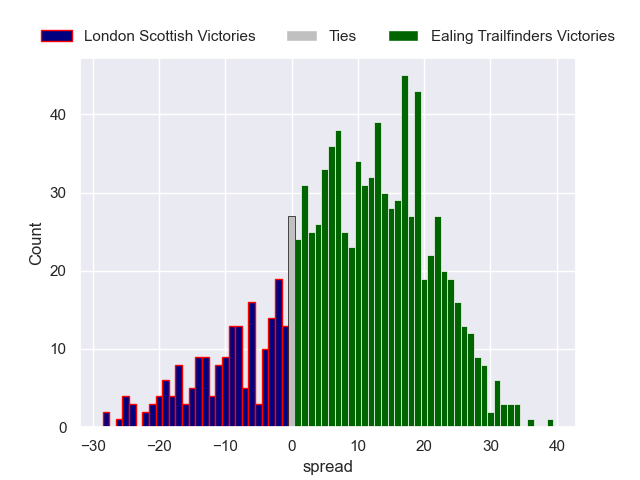 London Scottish Victories Ties Ealing Trailfinders Victories
40
30
20
10
0
Count
−30 −20 −10 0 10 20 30 40
spread